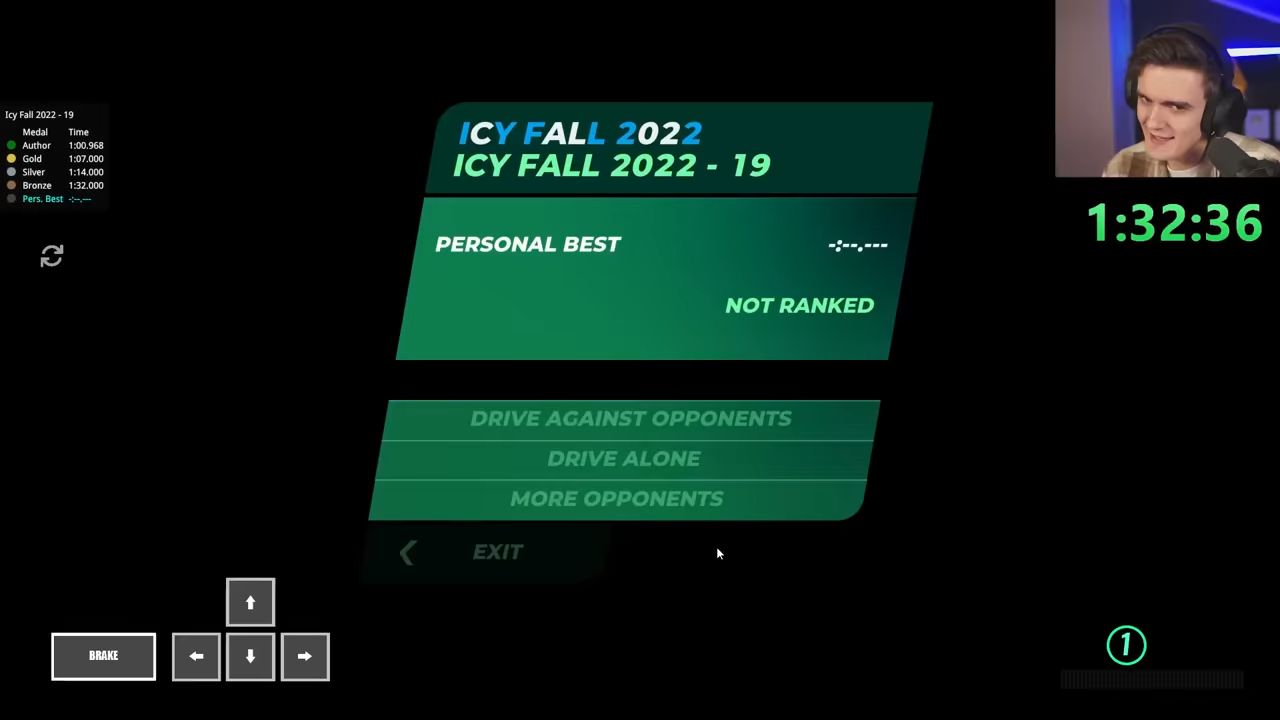 Icy Fall 2022 - 19
Medal Time
Author 1:00.968
Gold 1:07.000
Silver 1:14.000
Bronze 1:32.000
Pers. Best -:--.---
ICY FALL 2022
ICY FALL 2022 - 19
PERSONAL BEST -:--.---
NOT RANKED
1:32:36
DRIVE AGAINST OPPONENTS
DRIVE ALONE
MORE OPPONENTS
EXIT
BRAKE
1